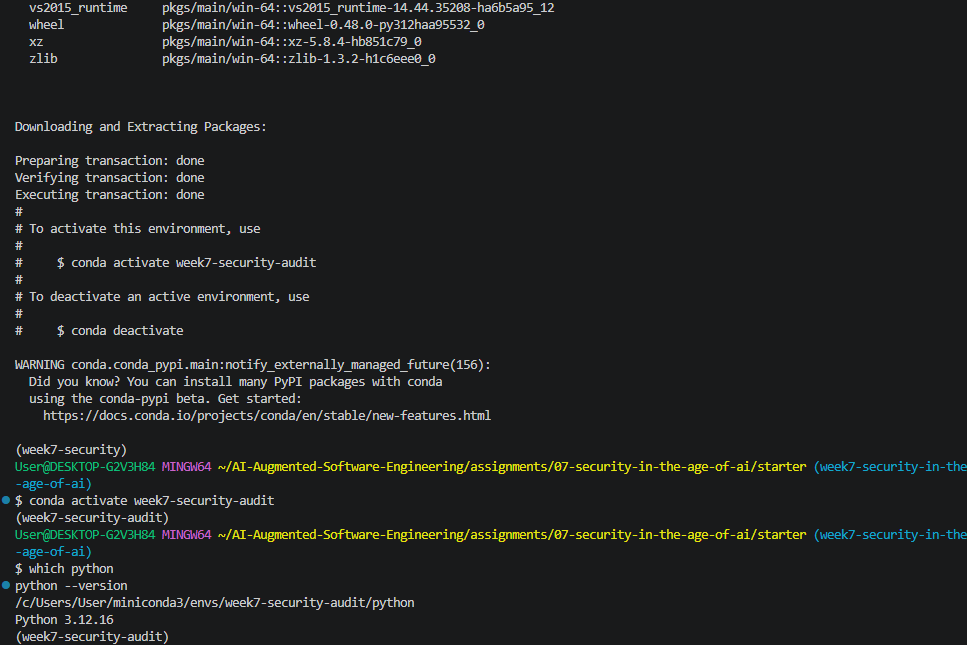 vs2015_runtime     pkgs/main/win-64::vs2015_runtime-14.44.35208-ha6b5a95_12
wheel              pkgs/main/win-64::wheel-0.48.0-py312haa95532_0
xz                 pkgs/main/win-64::xz-5.8.4-hb851c79_0
zlib               pkgs/main/win-64::zlib-1.3.2-h1c6eee0_0
Downloading and Extracting Packages:
Preparing transaction: done
Verifying transaction: done
Executing transaction: done
#
# To activate this environment, use
#
#     $ conda activate week7-security-audit
#
# To deactivate an active environment, use
#
#     $ conda deactivate
WARNING conda.conda_pypi.main:notify_externally_managed_future(156):
Did you know? You can install many PyPI packages with conda
using the conda-pypi beta. Get started:
https://docs.conda.io/projects/conda/en/stable/new-features.html
(week7-security)
User@DESKTOP-G2V3H84 MINGW64 ~/AI-Augmented-Software-Engineering/assignments/07-security-in-the-age-of-ai/starter (week7-security-in-the
-age-of-ai)
$ conda activate week7-security-audit
(week7-security-audit)
User@DESKTOP-G2V3H84 MINGW64 ~/AI-Augmented-Software-Engineering/assignments/07-security-in-the-age-of-ai/starter (week7-security-in-the
-age-of-ai)
$ which python
python --version
/c/Users/User/miniconda3/envs/week7-security-audit/python
Python 3.12.16
(week7-security-audit)